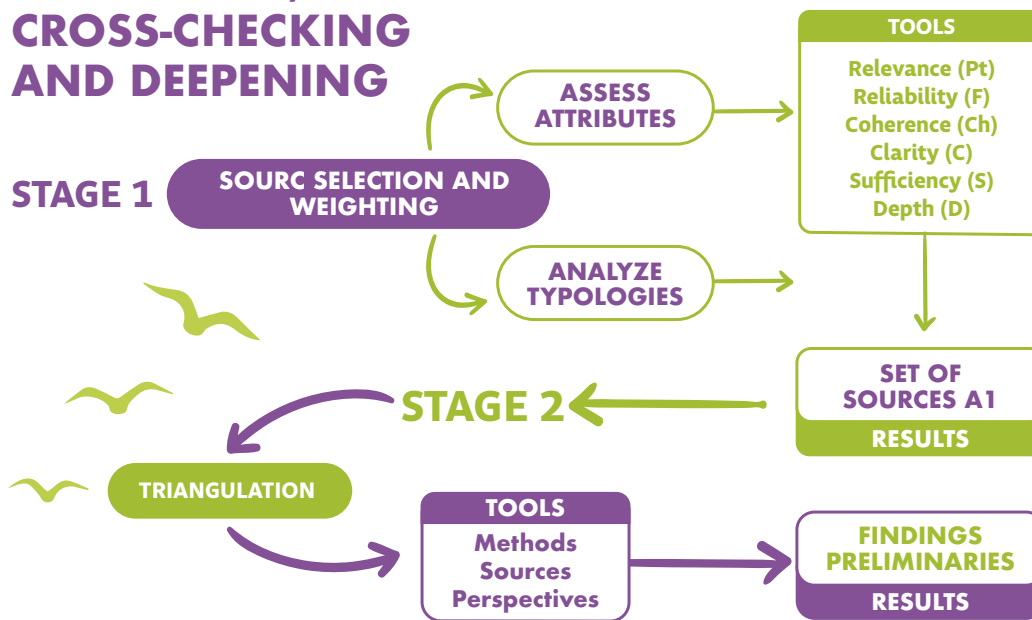 CROSS-CHECKING
AND DEEPENING
STAGE 1
SOURC SELECTION AND
WEIGHTING
ASSESS
ATTRIBUTES
ANALYZE
TYPOLOGIES
TOOLS
Relevance (Pt)
Reliability (F)
Coherence (Ch)
Clarity (C)
Sufficiency (S)
Depth (D)
SET OF
SOURCES A1
RESULTS
STAGE 2
TRIANGULATION
TOOLS
Methods
Sources
Perspectives
FINDINGS
PRELIMINARIES
RESULTS